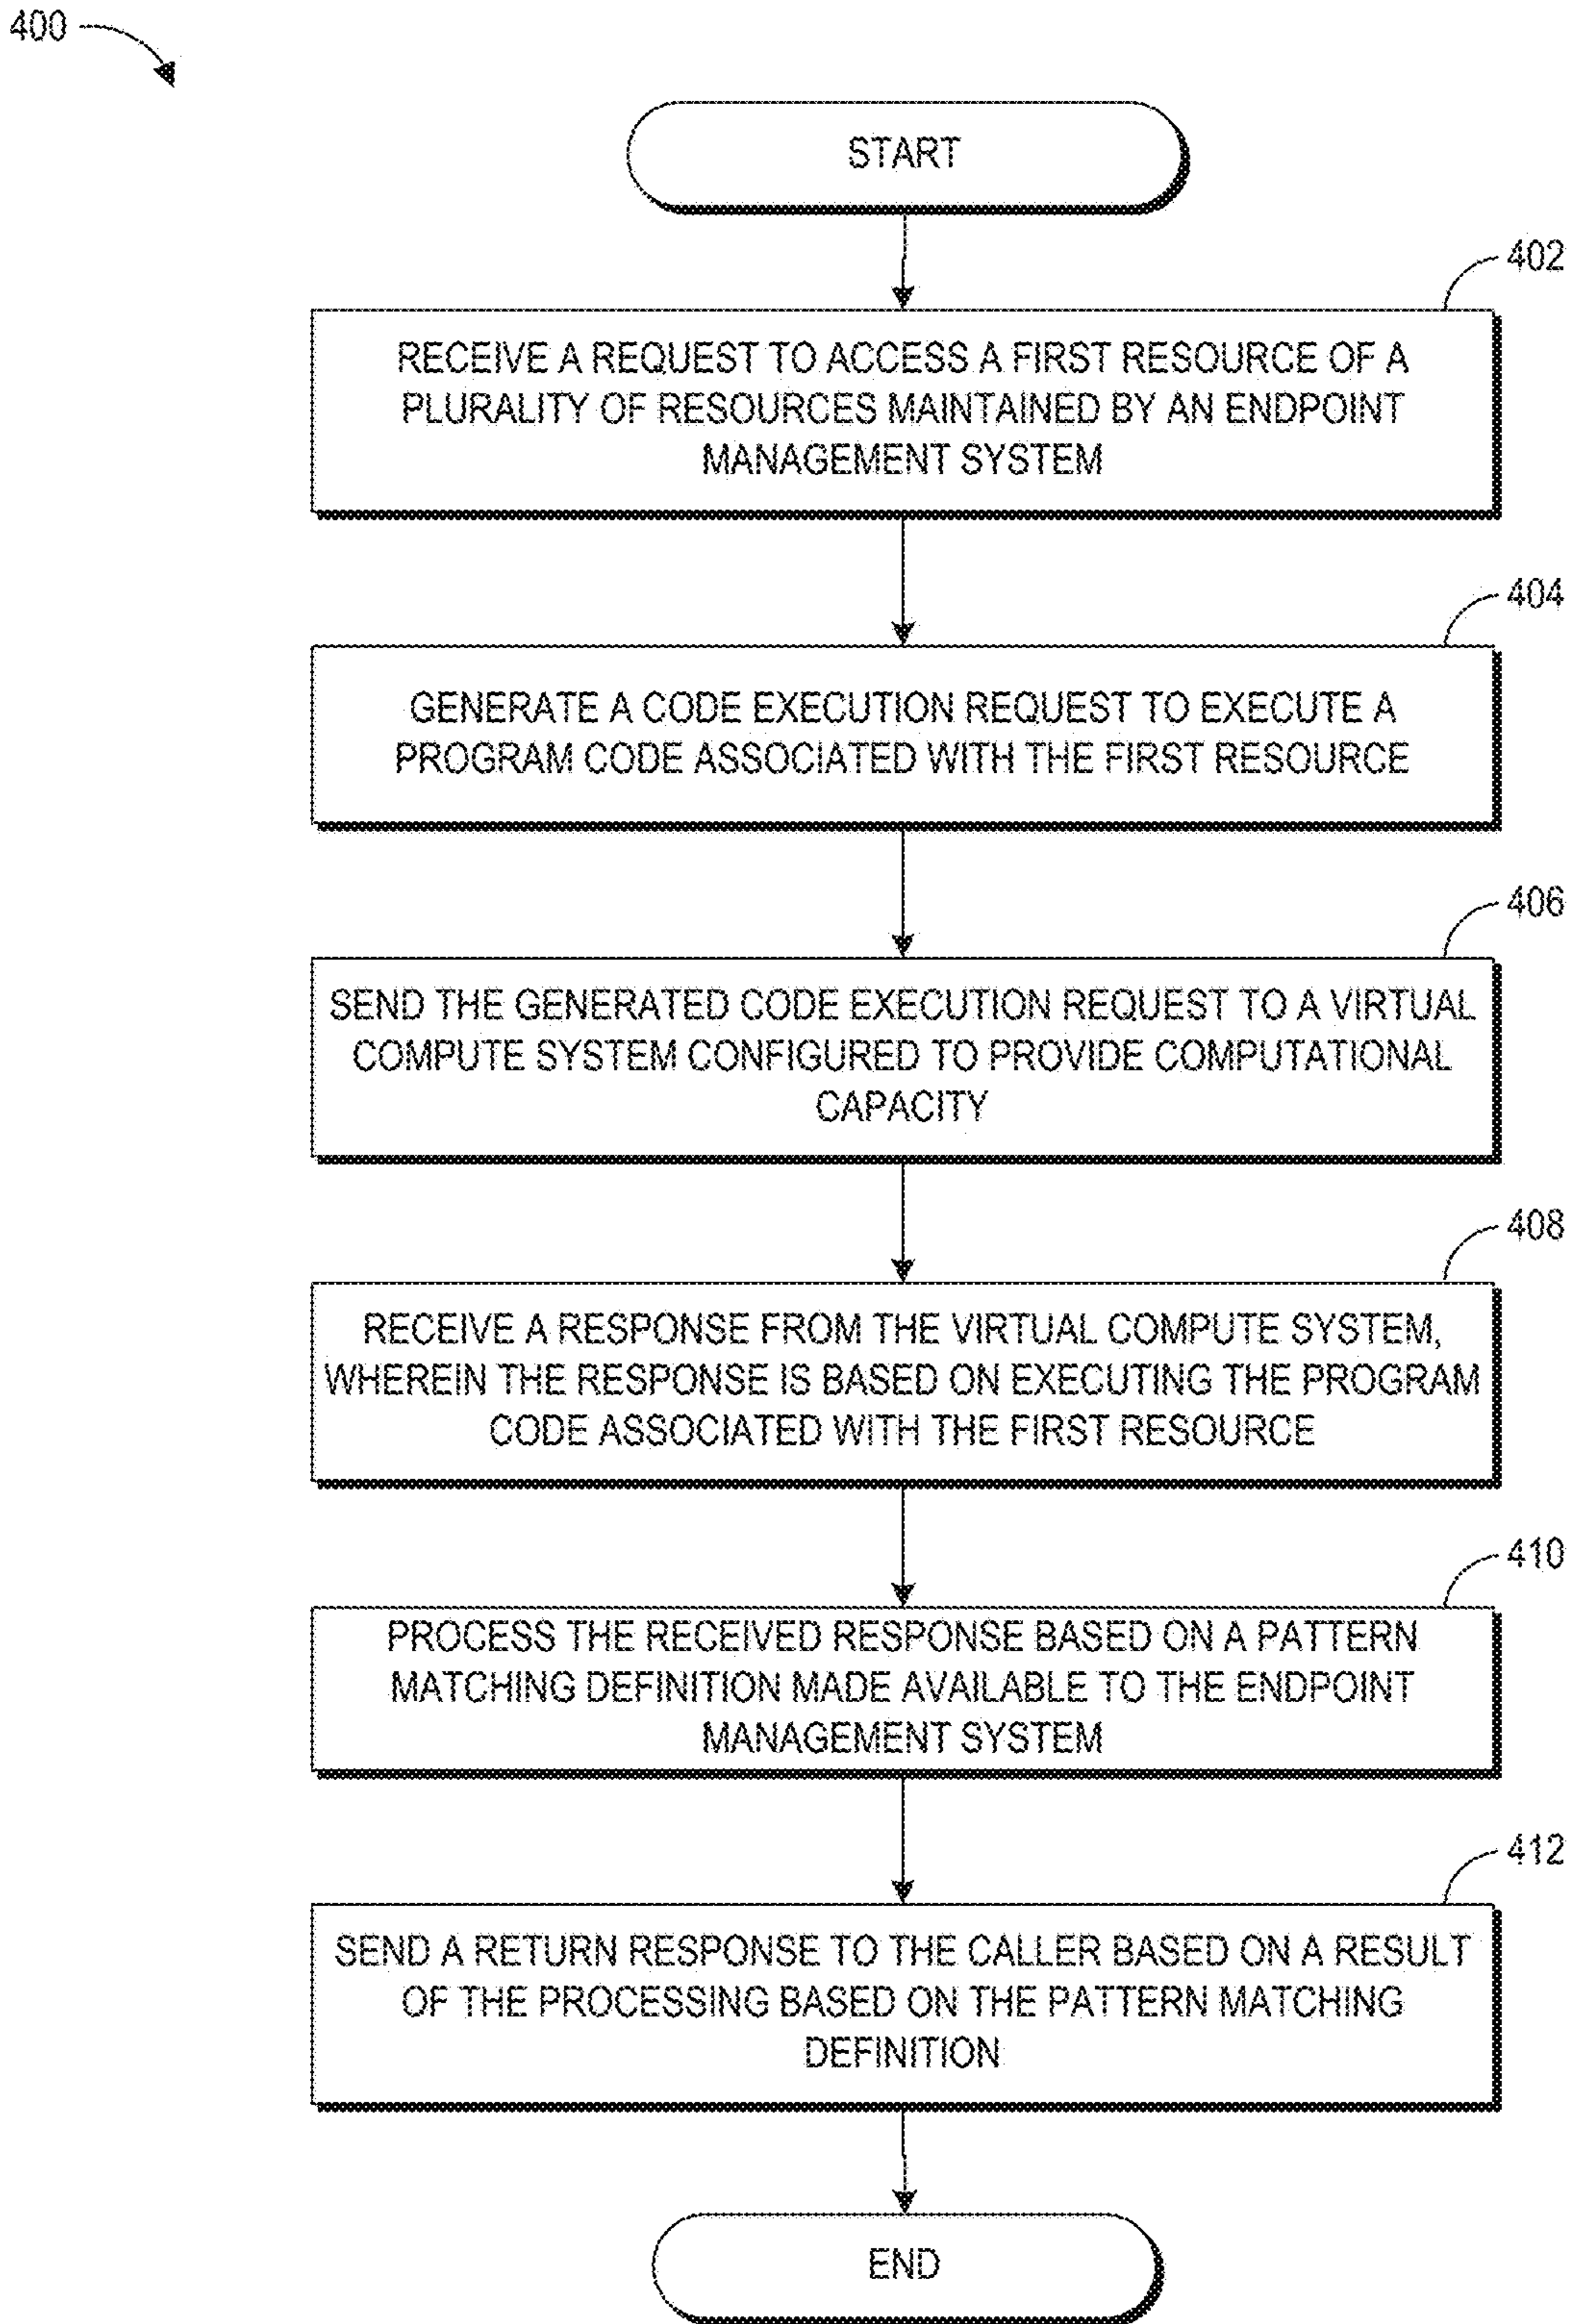 400
START
402
RECEIVE A REQUEST TO ACCESS A FIRST RESOURCE OF A
PLURALITY OF RESOURCES MAINTAINED BY AN ENDPOINT
MANAGEMENT SYSTEM
404
GENERATE A CODE EXECUTION REQUEST TO EXECUTE A
PROGRAM CODE ASSOCIATED WITH THE FIRST RESOURCE
406
SEND THE GENERATED CODE EXECUTION REQUEST TO A VIRTUAL
COMPUTE SYSTEM CONFIGURED TO PROVIDE COMPUTATIONAL
CAPACITY
408
RECEIVE A RESPONSE FROM THE VIRTUAL COMPUTE SYSTEM,
WHEREIN THE RESPONSE IS BASED ON EXECUTING THE PROGRAM
CODE ASSOCIATED WITH THE FIRST RESOURCE
410
PROCESS THE RECEIVED RESPONSE BASED ON A PATTERN
MATCHING DEFINITION MADE AVAILABLE TO THE ENDPOINT
MANAGEMENT SYSTEM
412
SEND A RETURN RESPONSE TO THE CALLER BASED ON A RESULT
OF THE PROCESSING BASED ON THE PATTERN MATCHING
DEFINITION
END